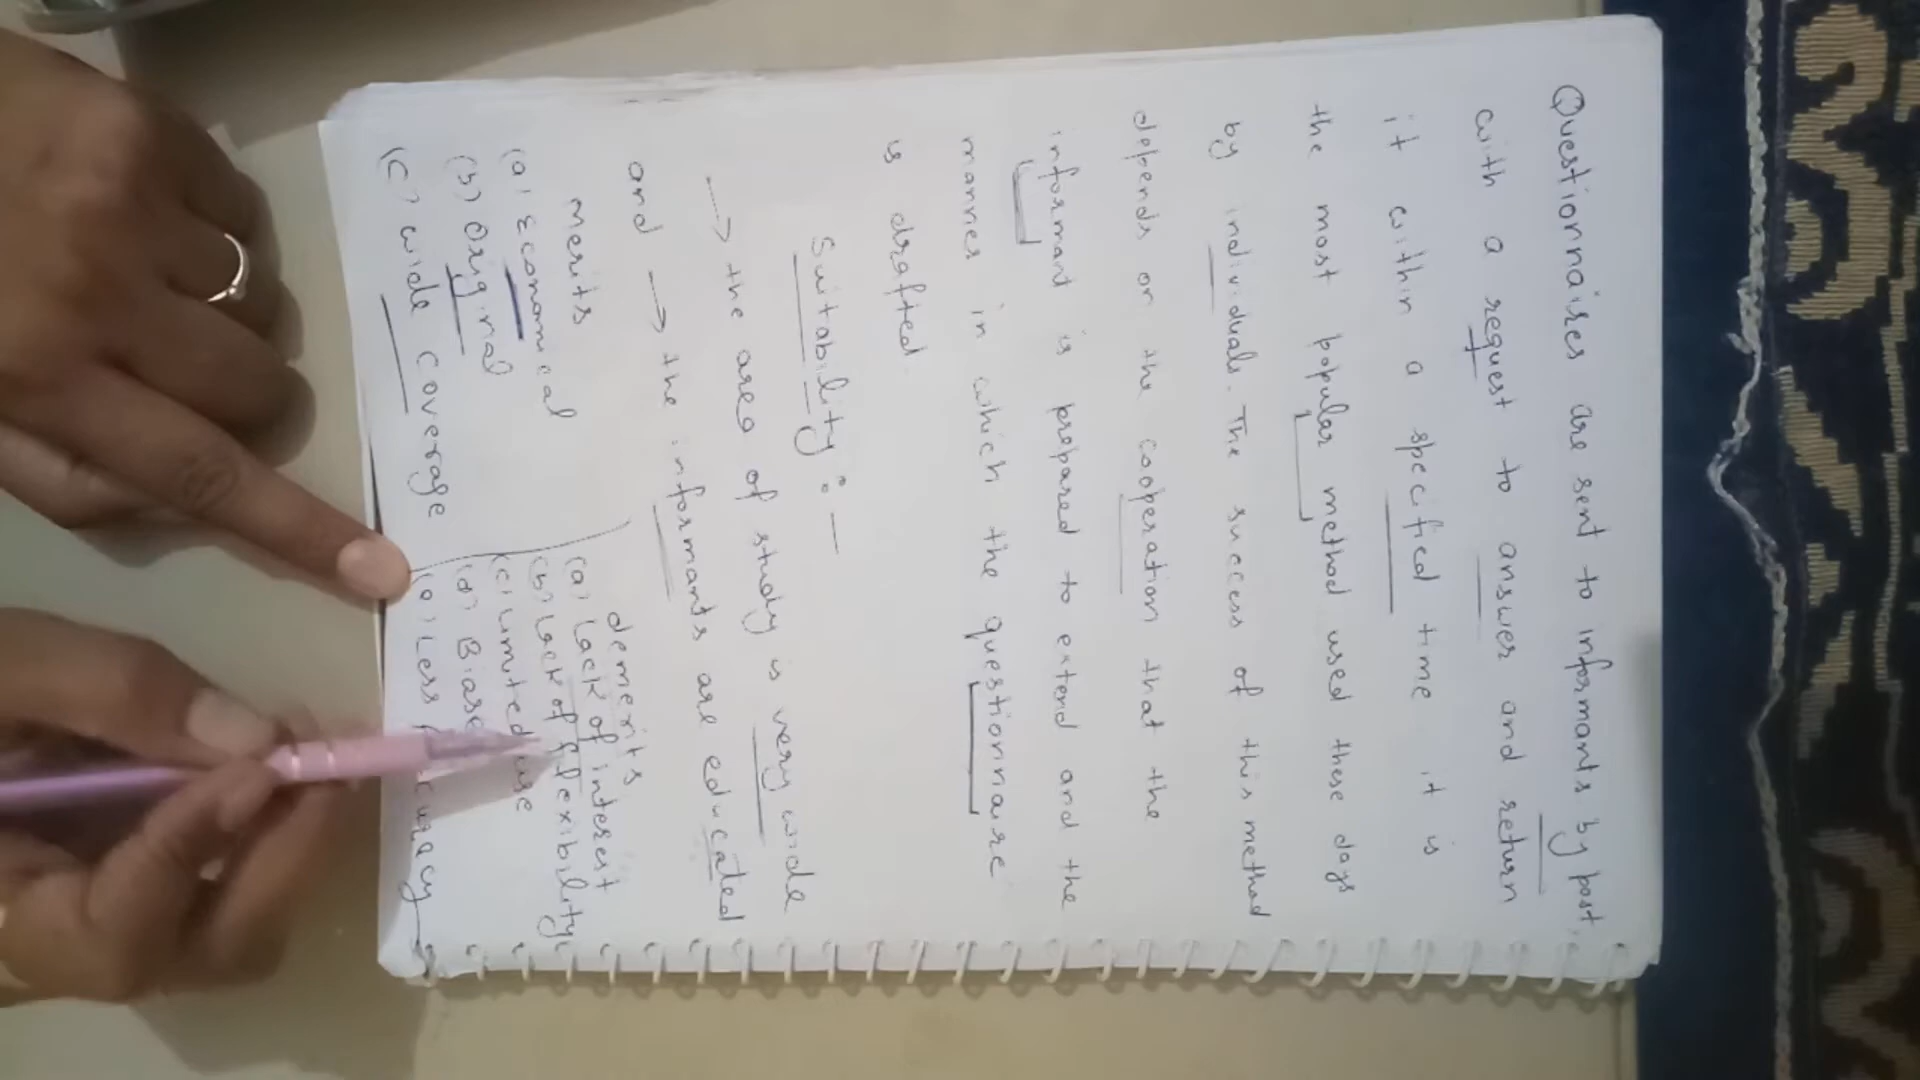 Questionnaires are sent to informants by post,
with a request to answer and return
it within a specified time it is
the most popular method used these days
by individuals. The success of this method
depends on the cooperation that the
informant is prepared to extend and the
manner in which the questionnaire
is drafted.
Suitability :-
→ the area of study is very wide
and → the informants are educated
merits
(a) Economical
(b) Original
(c) wide coverage
demerits
(a) Lack of interest
(b) Lack of flexibility
(c) Limited use
(d)
(e) Less